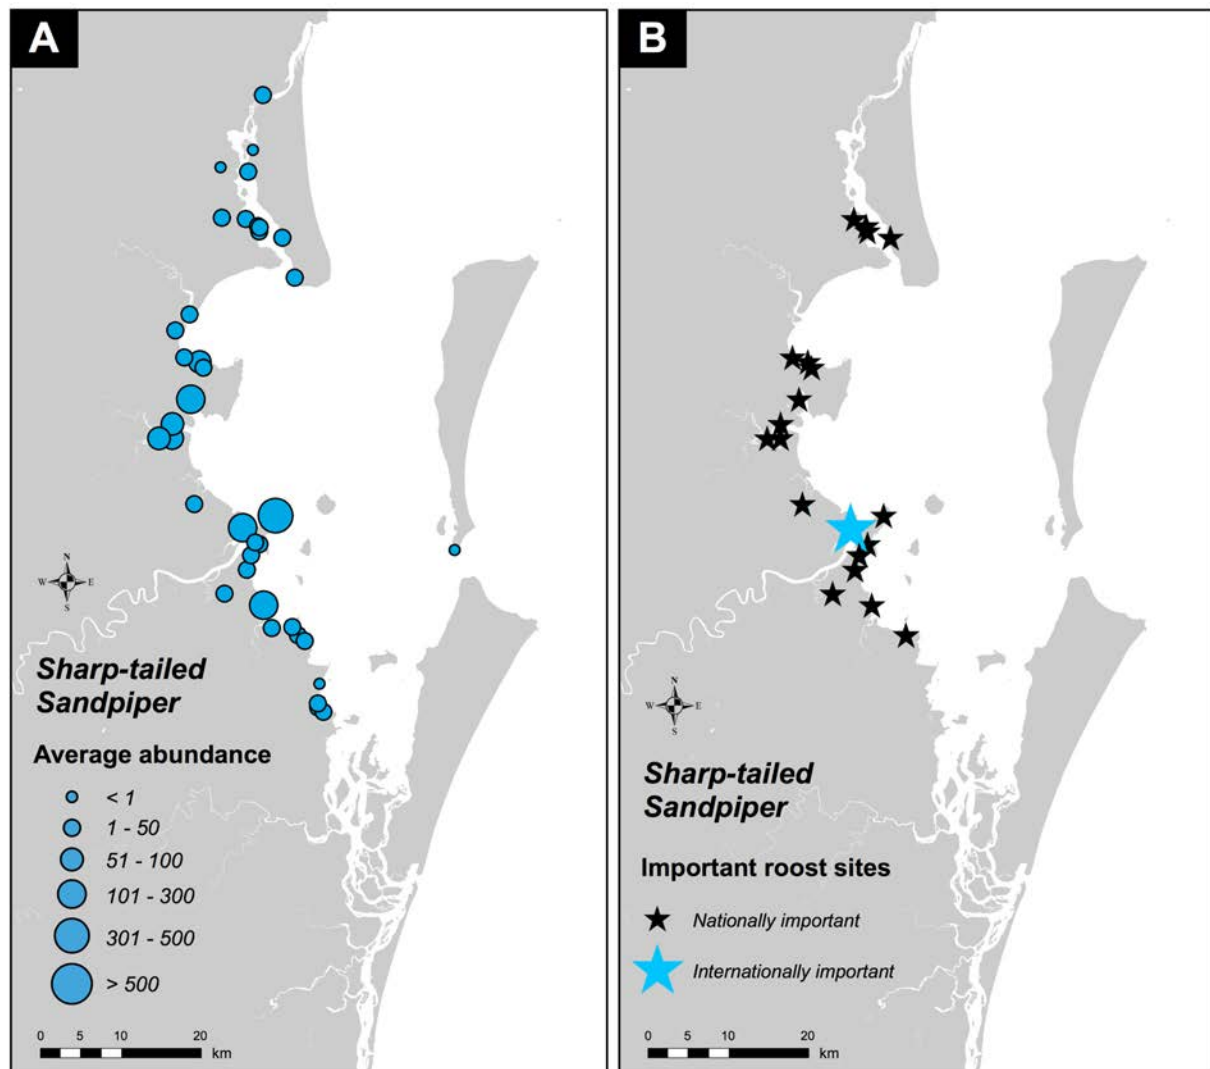 A
N
W
E
S
Sharp-tailed
Sandpiper
Average abundance
< 1
1 - 50
51 - 100
101 - 300
301 - 500
> 500
0 5 10 20
km
B
N
W
E
S
Sharp-tailed
Sandpiper
Important roost sites
Nationally important
Internationally important
0 5 10 20
km